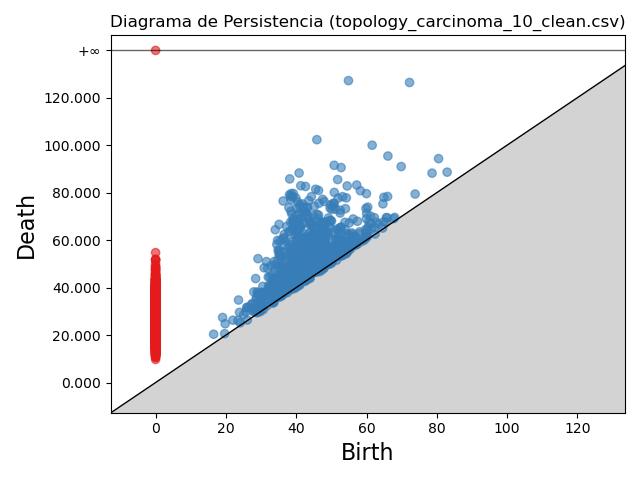 Diagrama de Persistencia (topology_carcinoma_10_clean.csv)
+∞
120.000
100.000
80.000
60.000
40.000
20.000
0.000
Death
0 20 40 60 80 100 120
Birth